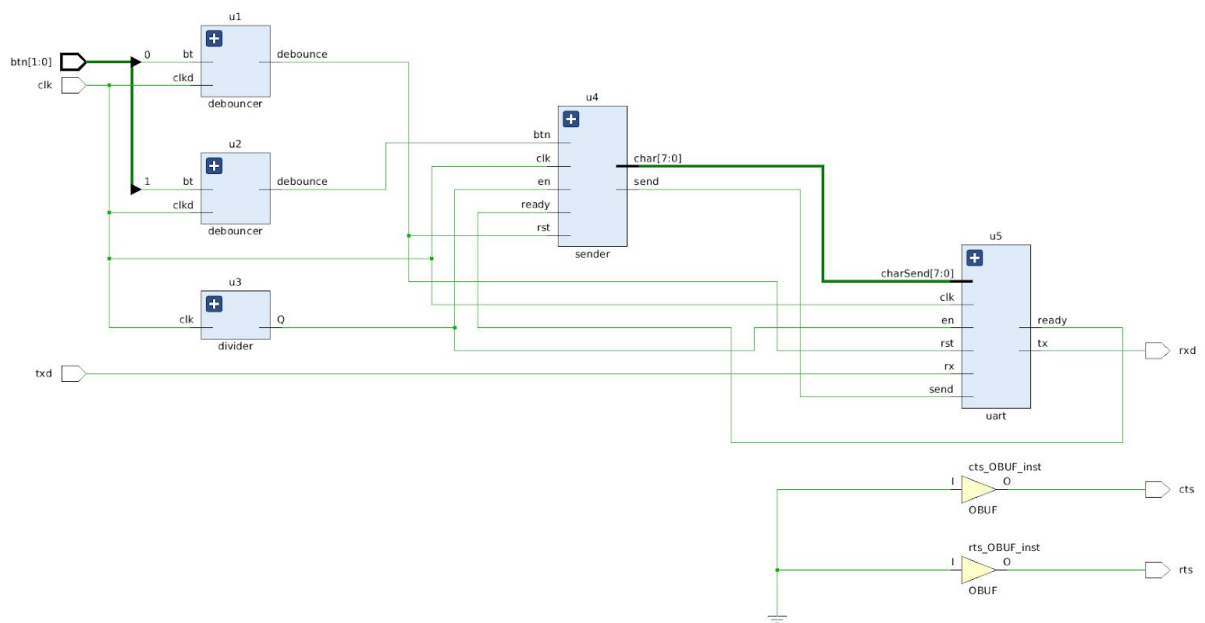 u1
btn[1:0]
0
bt
debounce
clk
clkd
debouncer
u2
1
bt
debounce
clkd
debouncer
u3
clk
Q
divider
u4
btn
clk
char[7:0]
en
send
ready
rst
sender
u5
charSend[7:0]
clk
en
ready
rst
tx
rxd
txd
rx
send
uart
cts_OBUF_inst
I
O
cts
OBUF
rts_OBUF_inst
I
O
rts
OBUF